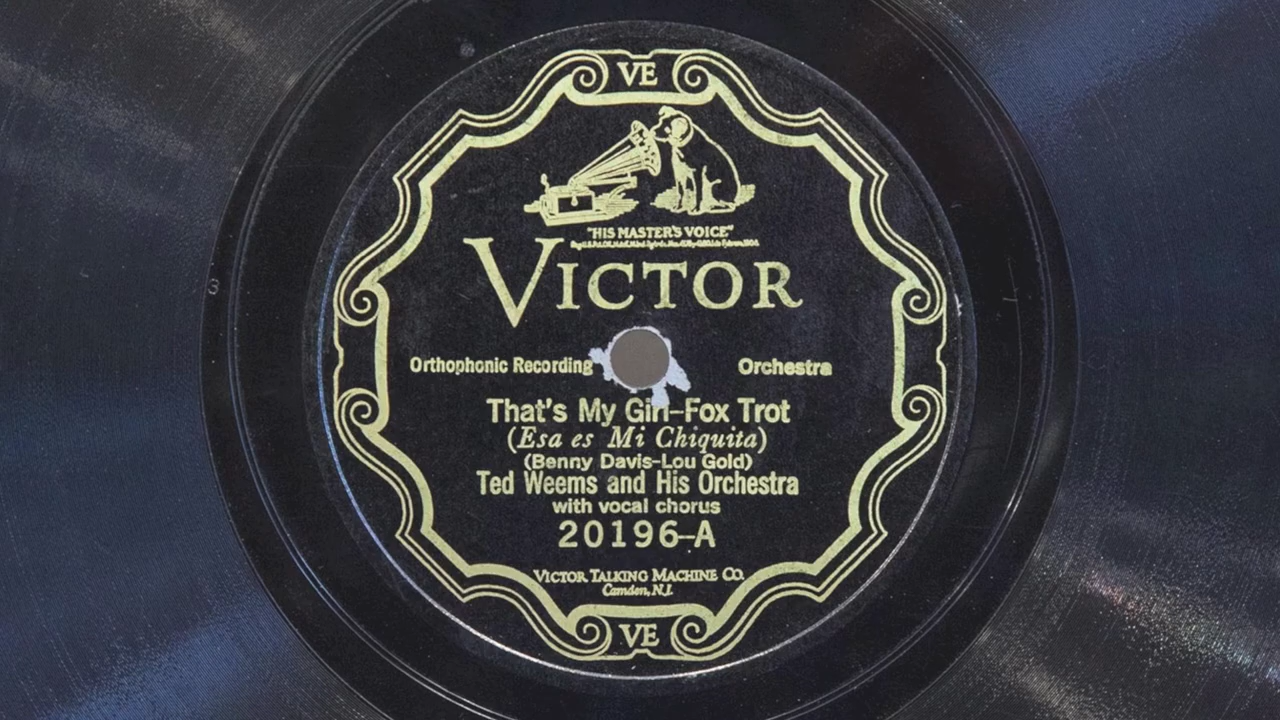 VE
"HIS MASTER'S VOICE"
VICTOR
Orthophonic Recording
Orchestra
That's My Girl–Fox Trot
(Esa es Mi Chiquita)
(Benny Davis–Lou Gold)
Ted Weems and His Orchestra
with vocal chorus
20196–A
VICTOR TALKING MACHINE CO.
Camden, N.J.
VE
3